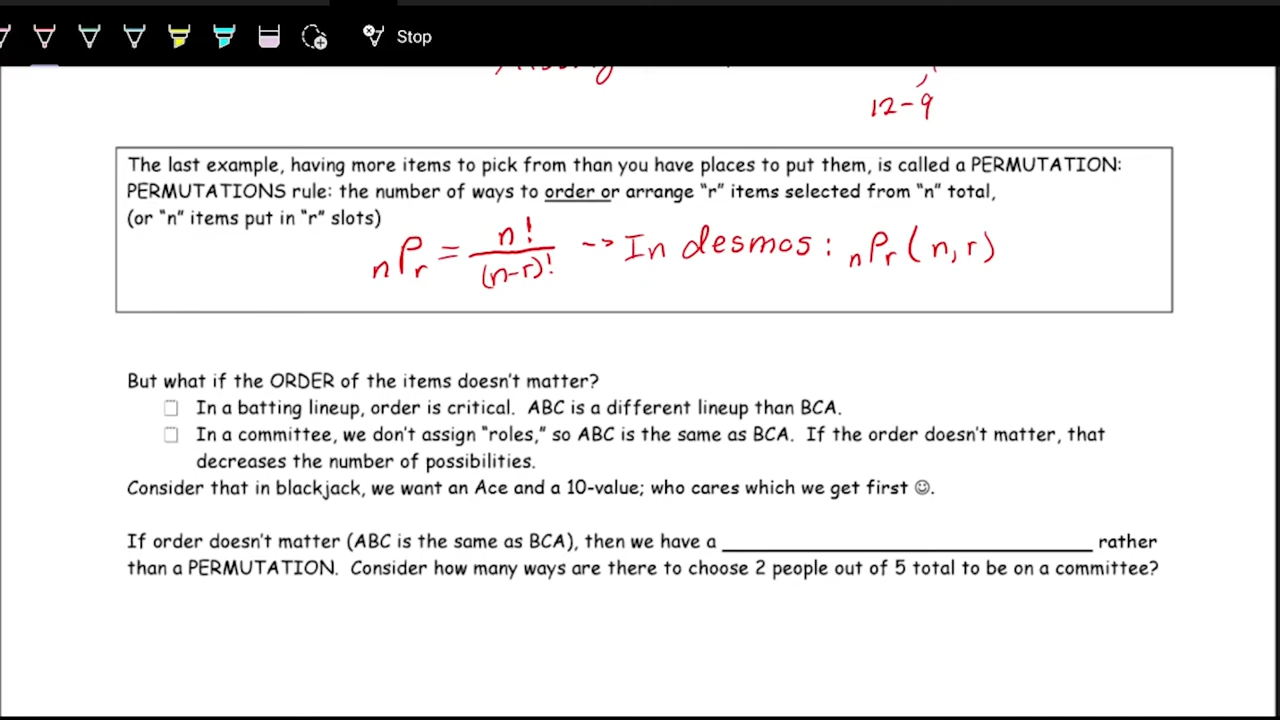 Stop
12-9
The last example, having more items to pick from than you have places to put them, is called a PERMUTATION:
PERMUTATIONS rule: the number of ways to order or arrange "r" items selected from "n" total,
(or "n" items put in "r" slots)
nPr = n!/(n-r)! --> In desmos: nPr(n,r)
But what if the ORDER of the items doesn't matter?
In a batting lineup, order is critical. ABC is a different lineup than BCA.
In a committee, we don't assign "roles," so ABC is the same as BCA. If the order doesn't matter, that
decreases the number of possibilities.
Consider that in blackjack, we want an Ace and a 10-value; who cares which we get first ☺.
If order doesn't matter (ABC is the same as BCA), then we have a ______________________________ rather
than a PERMUTATION. Consider how many ways are there to choose 2 people out of 5 total to be on a committee?